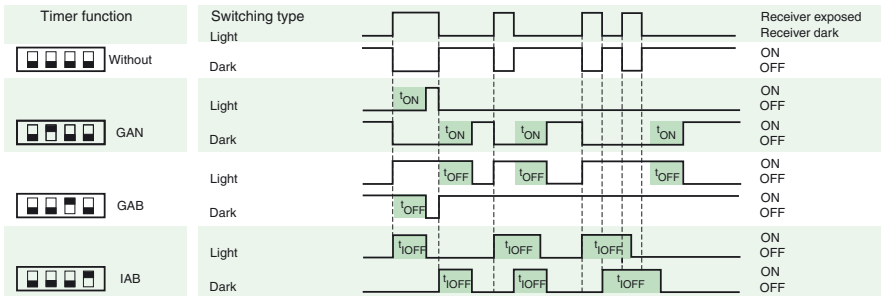 Timer function
Switching type
Light
Receiver exposed
Receiver dark
Without
Dark
ON
OFF
Light
tON
ON
OFF
GAN
Dark
tON
tON
tON
ON
OFF
Light
tOFF
tOFF
tOFF
ON
OFF
GAB
Dark
tOFF
ON
OFF
Light
tIOFF
tIOFF
tIOFF
ON
OFF
IAB
Dark
tIOFF
tIOFF
tIOFF
ON
OFF